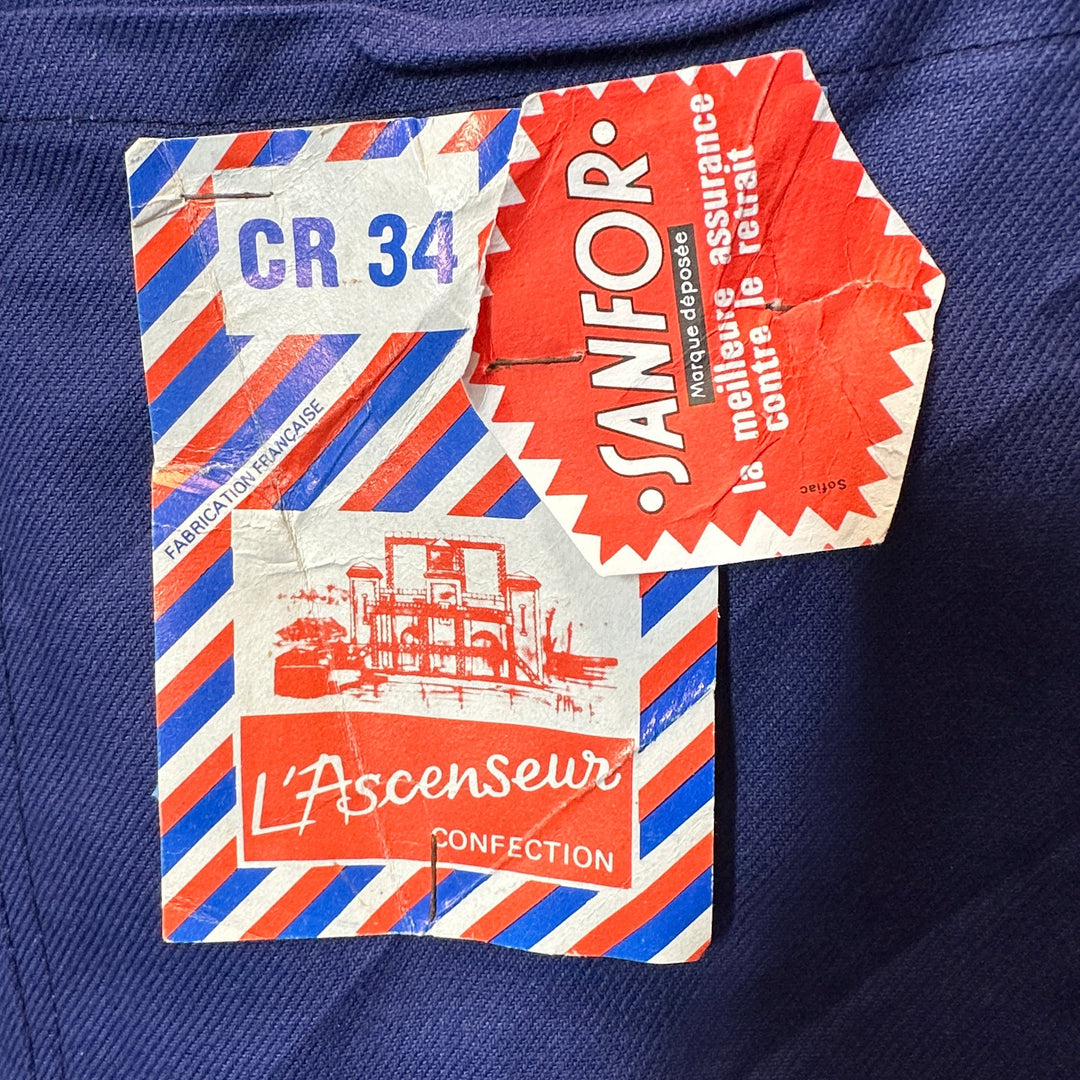 CR 34
FABRICATION FRANÇAISE
L'Ascenseur
CONFECTION
·SANFOR·
Marque déposée
la meilleure assurance
contre le retrait
Sofiac